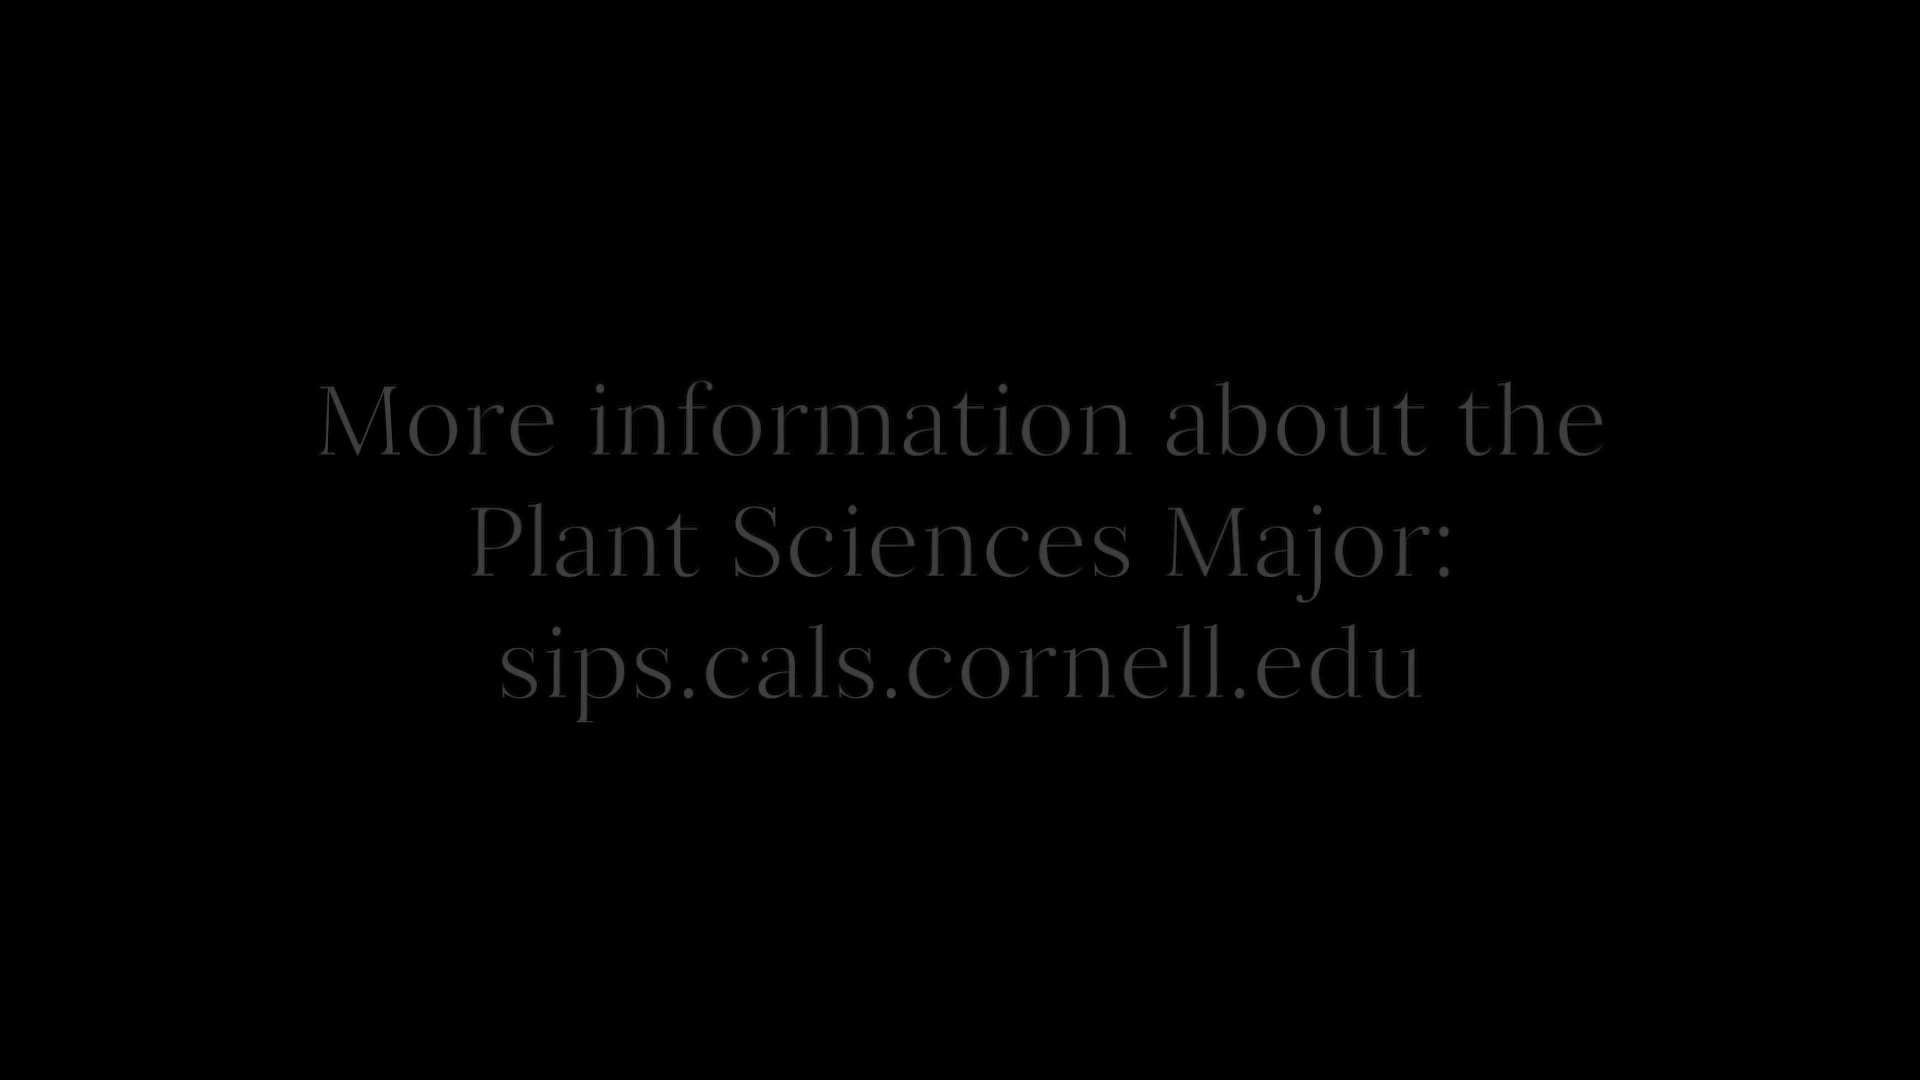 More information about the
Plant Sciences Major:
sips.cals.cornell.edu